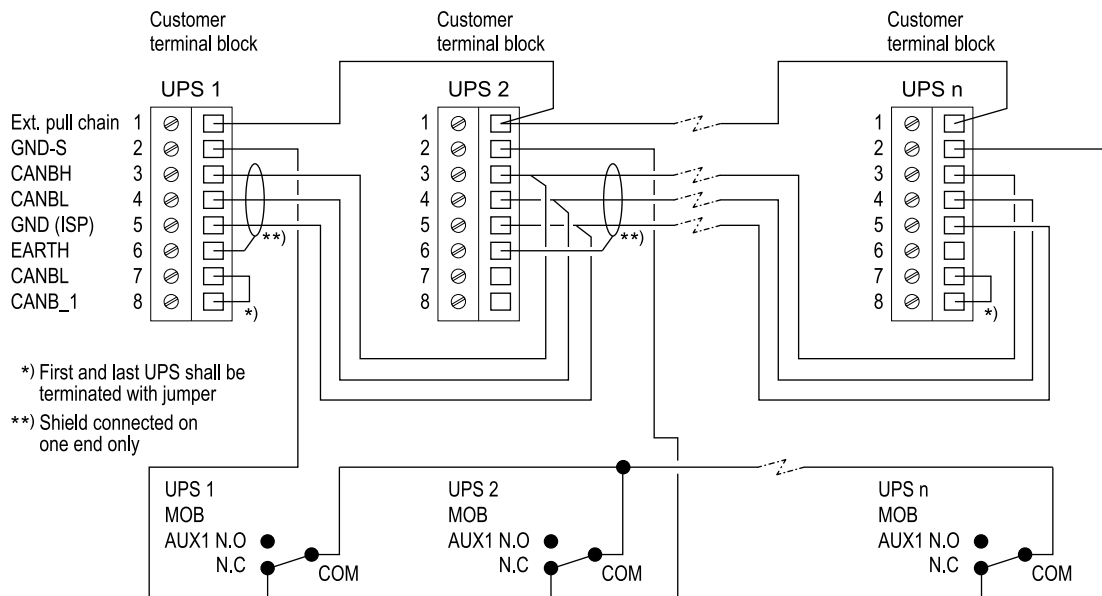 Customer
terminal block
Customer
terminal block
Customer
terminal block
UPS 1
UPS 2
UPS n
Ext. pull chain 1
GND-S 2
CANBH 3
CANBL 4
GND (ISP) 5
EARTH 6
CANBL 7
CANB_1 8
**)
*)
1
2
3
4
5
6
7
8
**)
1
2
3
4
5
6
7
8
*)
*) First and last UPS shall be
terminated with jumper
**) Shield connected on
one end only
UPS 1
MOB
AUX1 N.O
N.C
COM
UPS 2
MOB
AUX1 N.O
N.C
COM
UPS n
MOB
AUX1 N.O
N.C
COM